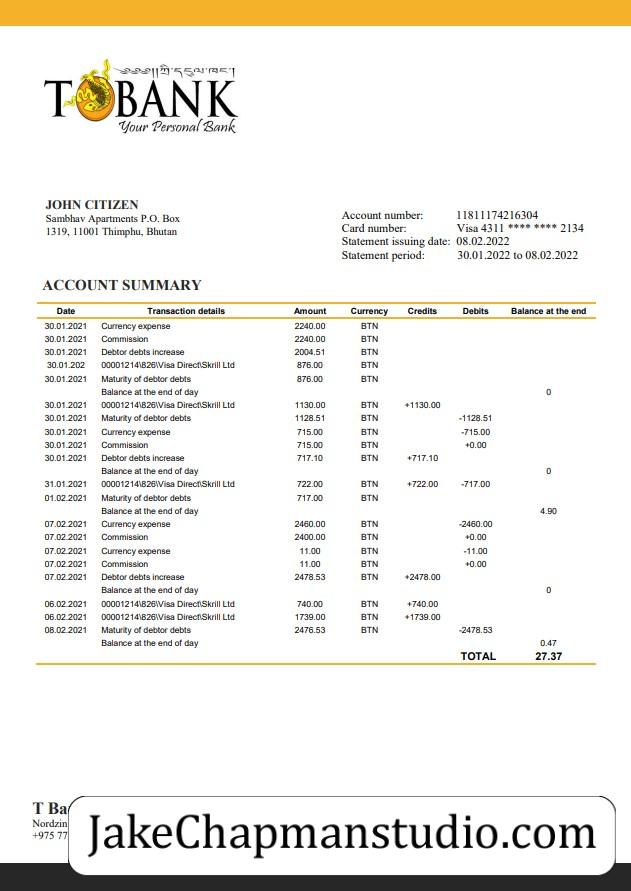 T BANK
Your Personal Bank
JOHN CITIZEN
Sambhav Apartments P.O. Box
1319, 11001 Thimphu, Bhutan
Account number: 11811174216304
Card number: Visa 4311 **** **** 2134
Statement issuing date: 08.02.2022
Statement period: 30.01.2022 to 08.02.2022
ACCOUNT SUMMARY
Date Transaction details Amount Currency Credits Debits Balance at the end
30.01.2021 Currency expense 2240.00 BTN
30.01.2021 Commission 2240.00 BTN
30.01.2021 Debtor debts increase 2004.51 BTN
30.01.202 00001214\826\Visa Direct\Skrill Ltd 876.00 BTN
30.01.2021 Maturity of debtor debts 876.00 BTN
Balance at the end of day 0
30.01.2021 00001214\826\Visa Direct\Skrill Ltd 1130.00 BTN +1130.00
30.01.2021 Maturity of debtor debts 1128.51 BTN -1128.51
30.01.2021 Currency expense 715.00 BTN -715.00
30.01.2021 Commission 715.00 BTN +0.00
30.01.2021 Debtor debts increase 717.10 BTN +717.10
Balance at the end of day 0
31.01.2021 00001214\826\Visa Direct\Skrill Ltd 722.00 BTN +722.00 -717.00
01.02.2021 Maturity of debtor debts 717.00 BTN
Balance at the end of day 4.90
07.02.2021 Currency expense 2460.00 BTN -2460.00
07.02.2021 Commission 2400.00 BTN +0.00
07.02.2021 Currency expense 11.00 BTN -11.00
07.02.2021 Commission 11.00 BTN +0.00
07.02.2021 Debtor debts increase 2478.53 BTN +2478.00
Balance at the end of day 0
06.02.2021 00001214\826\Visa Direct\Skrill Ltd 740.00 BTN +740.00
06.02.2021 00001214\826\Visa Direct\Skrill Ltd 1739.00 BTN +1739.00
08.02.2021 Maturity of debtor debts 2476.53 BTN -2478.53
Balance at the end of day 0.47
TOTAL 27.37
T Ba
Nordzin
+975 77
JakeChapmanstudio.com